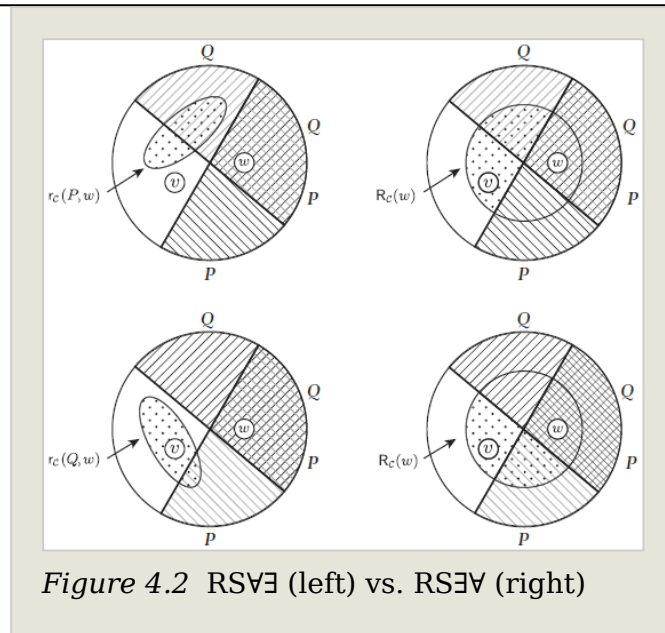 Q
Q
Q
Q
w
w
r_C(P,w)
v
R_C(w)
v
P
P
P
P
Q
Q
Q
Q
w
w
r_C(Q,w)
v
R_C(w)
v
P
P
P
P
Figure 4.2 RS∀∃ (left) vs. RS∃∀ (right)